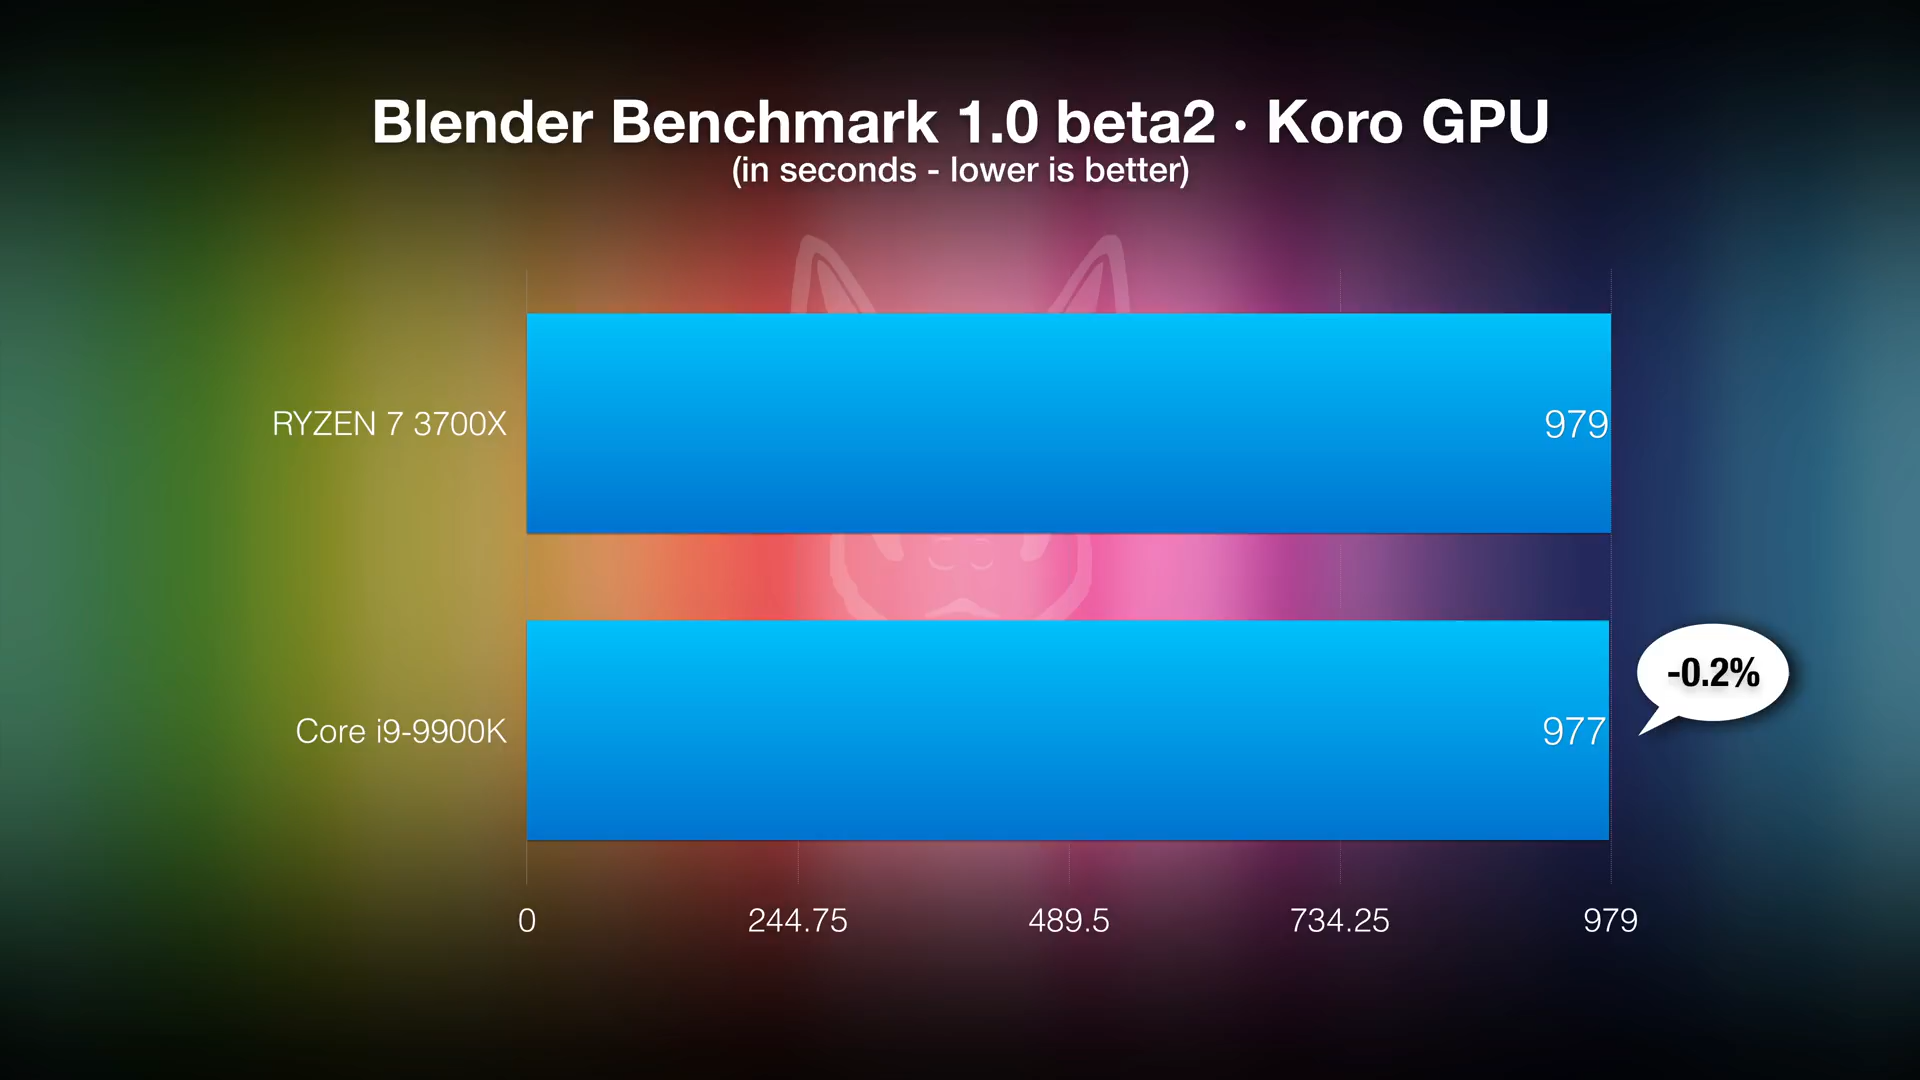 Blender Benchmark 1.0 beta2 · Koro GPU
(in seconds - lower is better)
RYZEN 7 3700X
979
Core i9-9900K
977
-0.2%
0
244.75
489.5
734.25
979